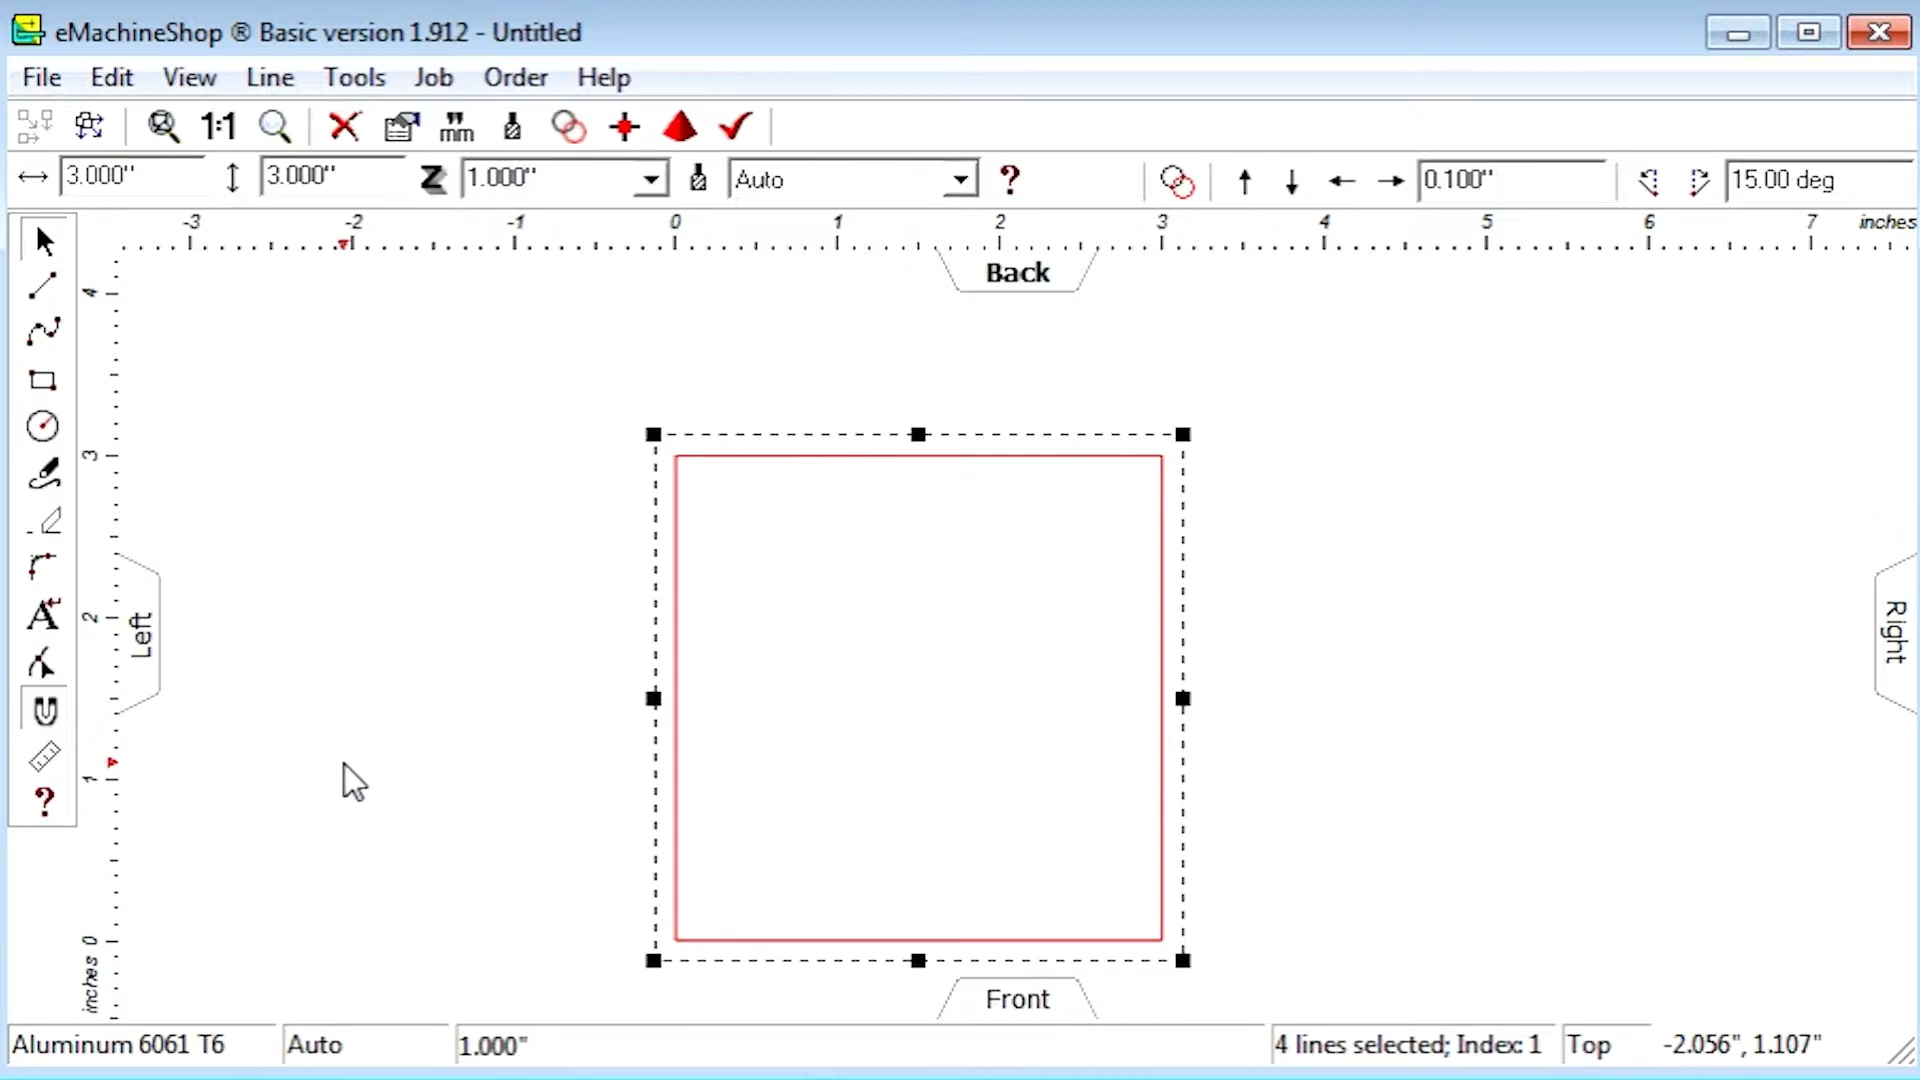 eMachineShop ® Basic version 1.912 - Untitled
File Edit View Line Tools Job Order Help
1:1 mm
3.000" 3.000" Z 1.000" Auto ? 0.100" 15.00 deg
-3 -2 -1 0 1 2 3 4 5 6 7 inches
Back
4
3
2
1
0
inches
Left
Right
A
?
Front
Aluminum 6061 T6 Auto 1.000" 4 lines selected; Index: 1 Top -2.056", 1.107"